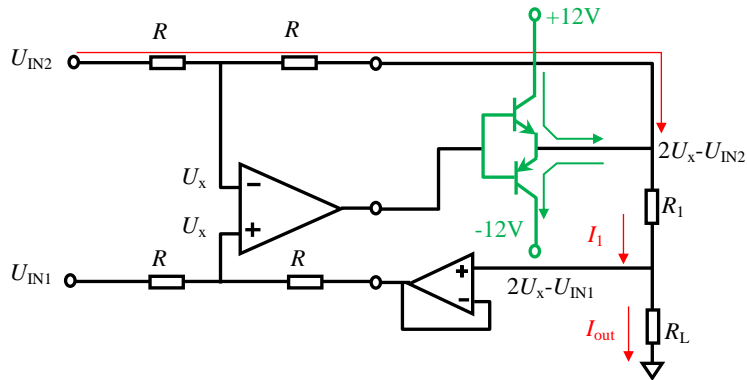 R
R
+12V
U_IN2
2U_x-U_IN2
U_x
−
U_x
+
R_1
-12V
I_1
U_IN1
R
R
+
−
2U_x-U_IN1
I_out
R_L